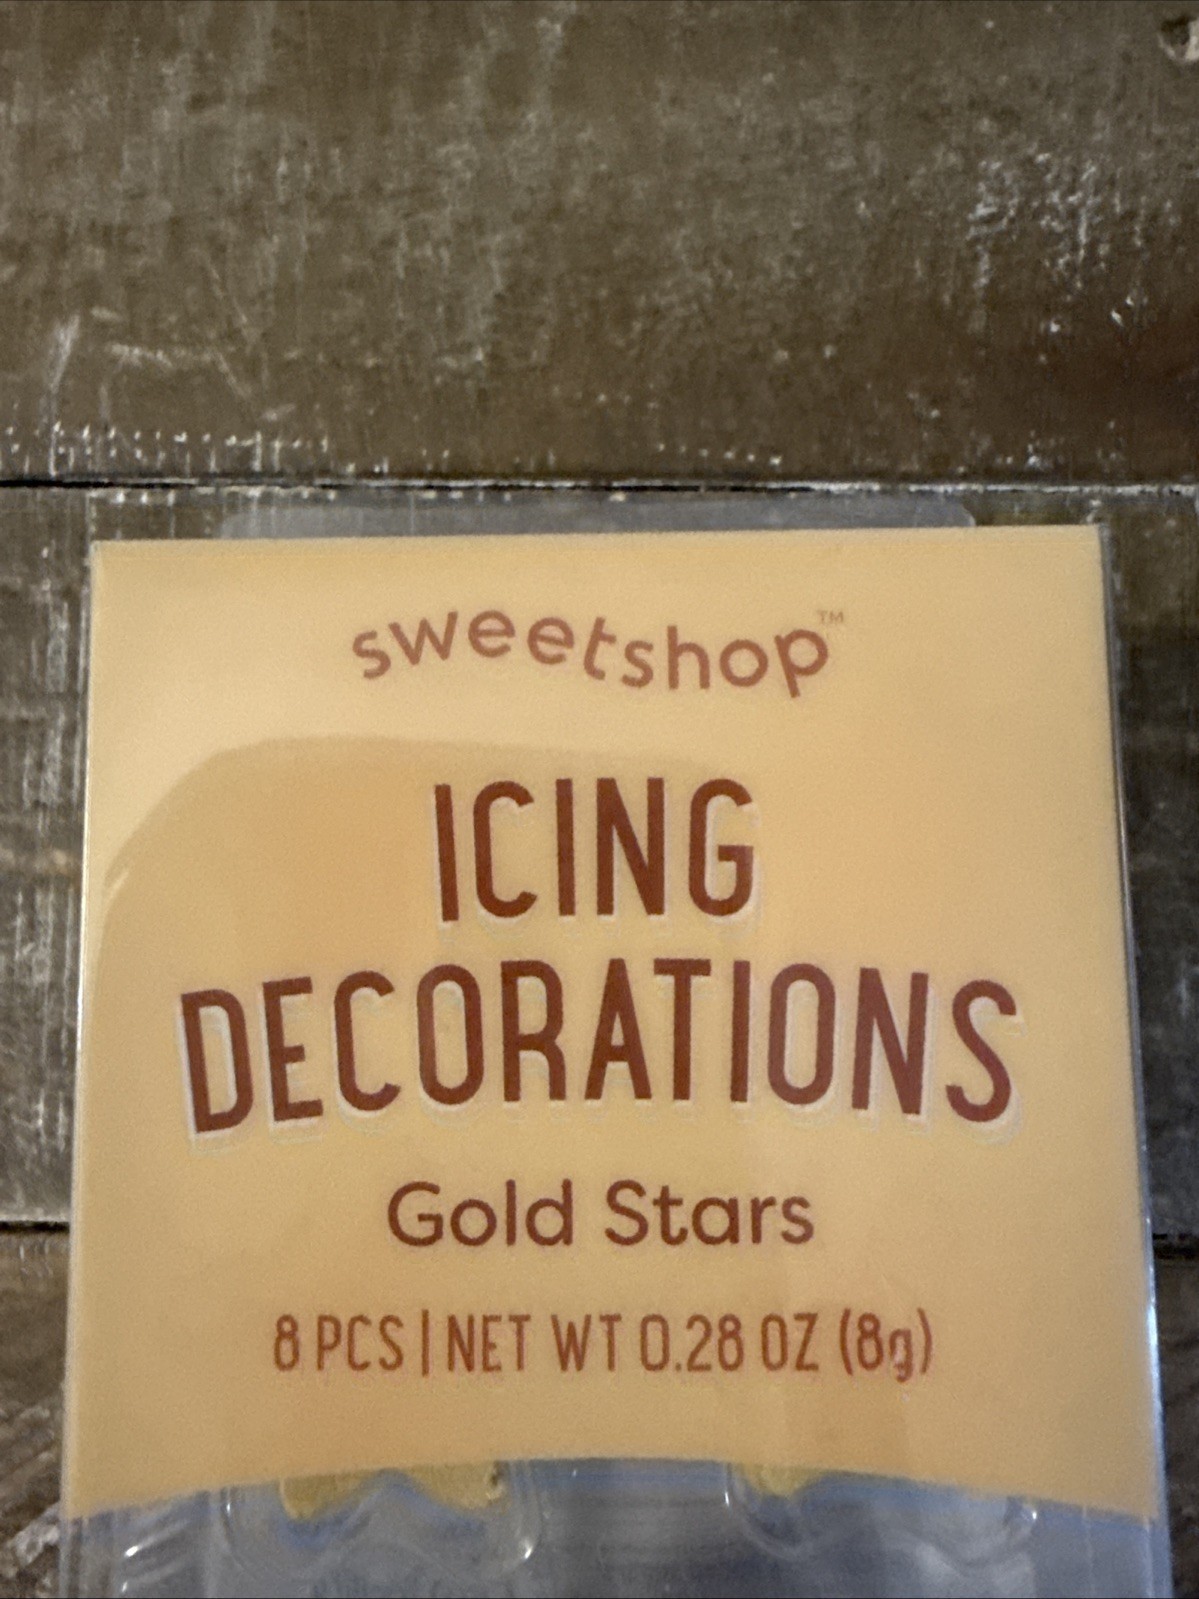 sweetshop™
ICING
DECORATIONS
Gold Stars
8 PCS | NET WT 0.28 OZ (8g)